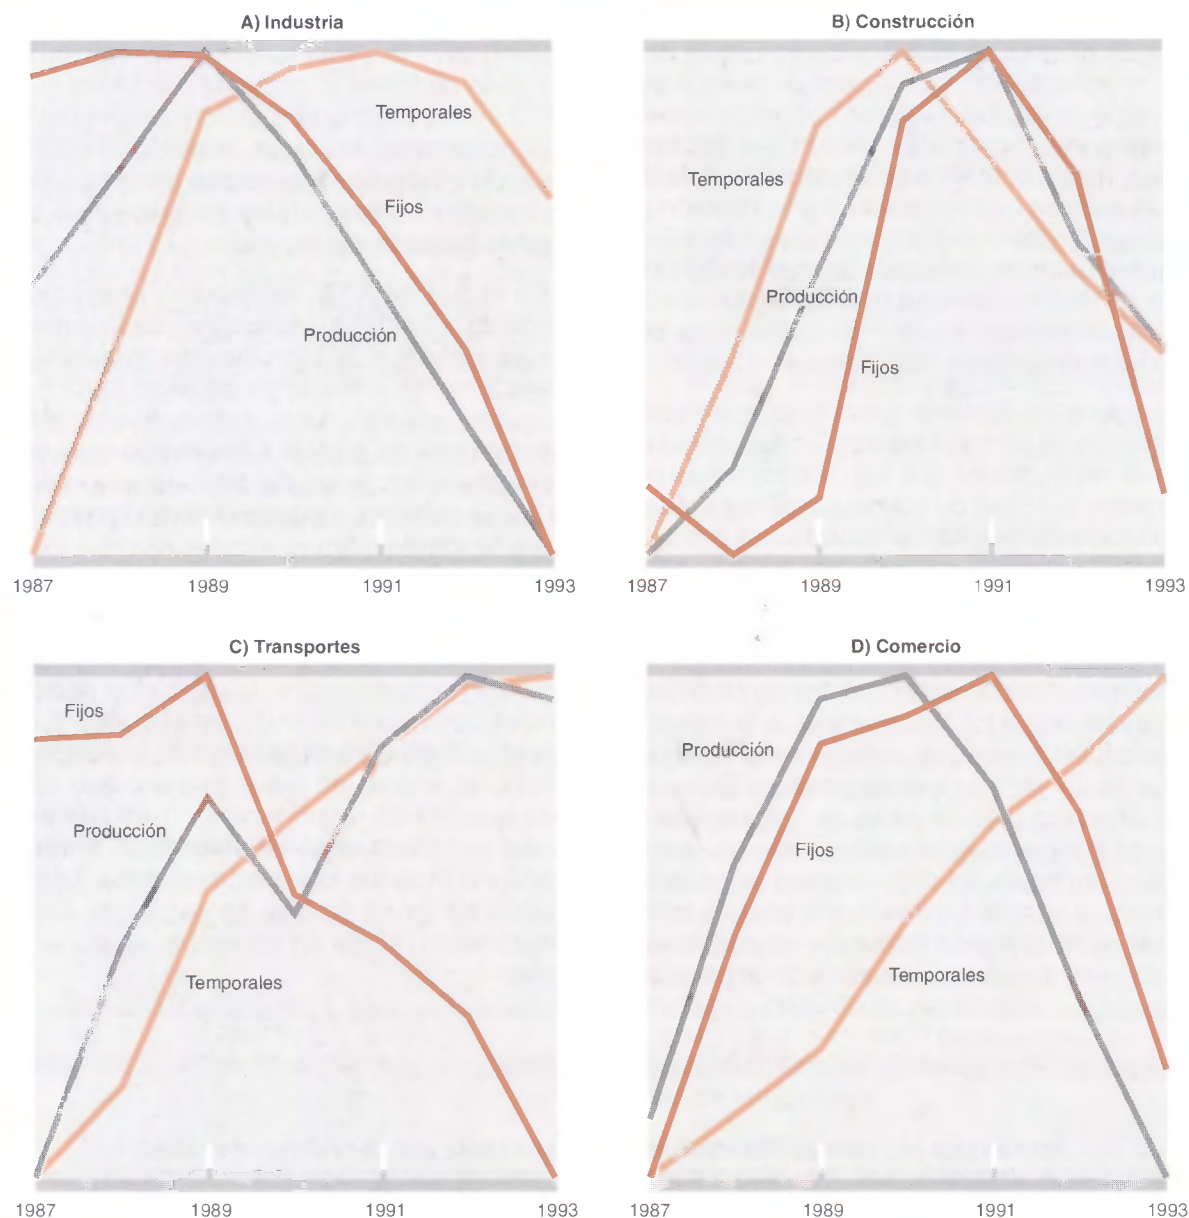 A) Industria
Temporales
Fijos
Producción
1987 1989 1991 1993
B) Construcción
Temporales
Producción
Fijos
1987 1989 1991 1993
C) Transportes
Fijos
Producción
Temporales
1987 1989 1991 1993
D) Comercio
Producción
Fijos
Temporales
1987 1989 1991 1993